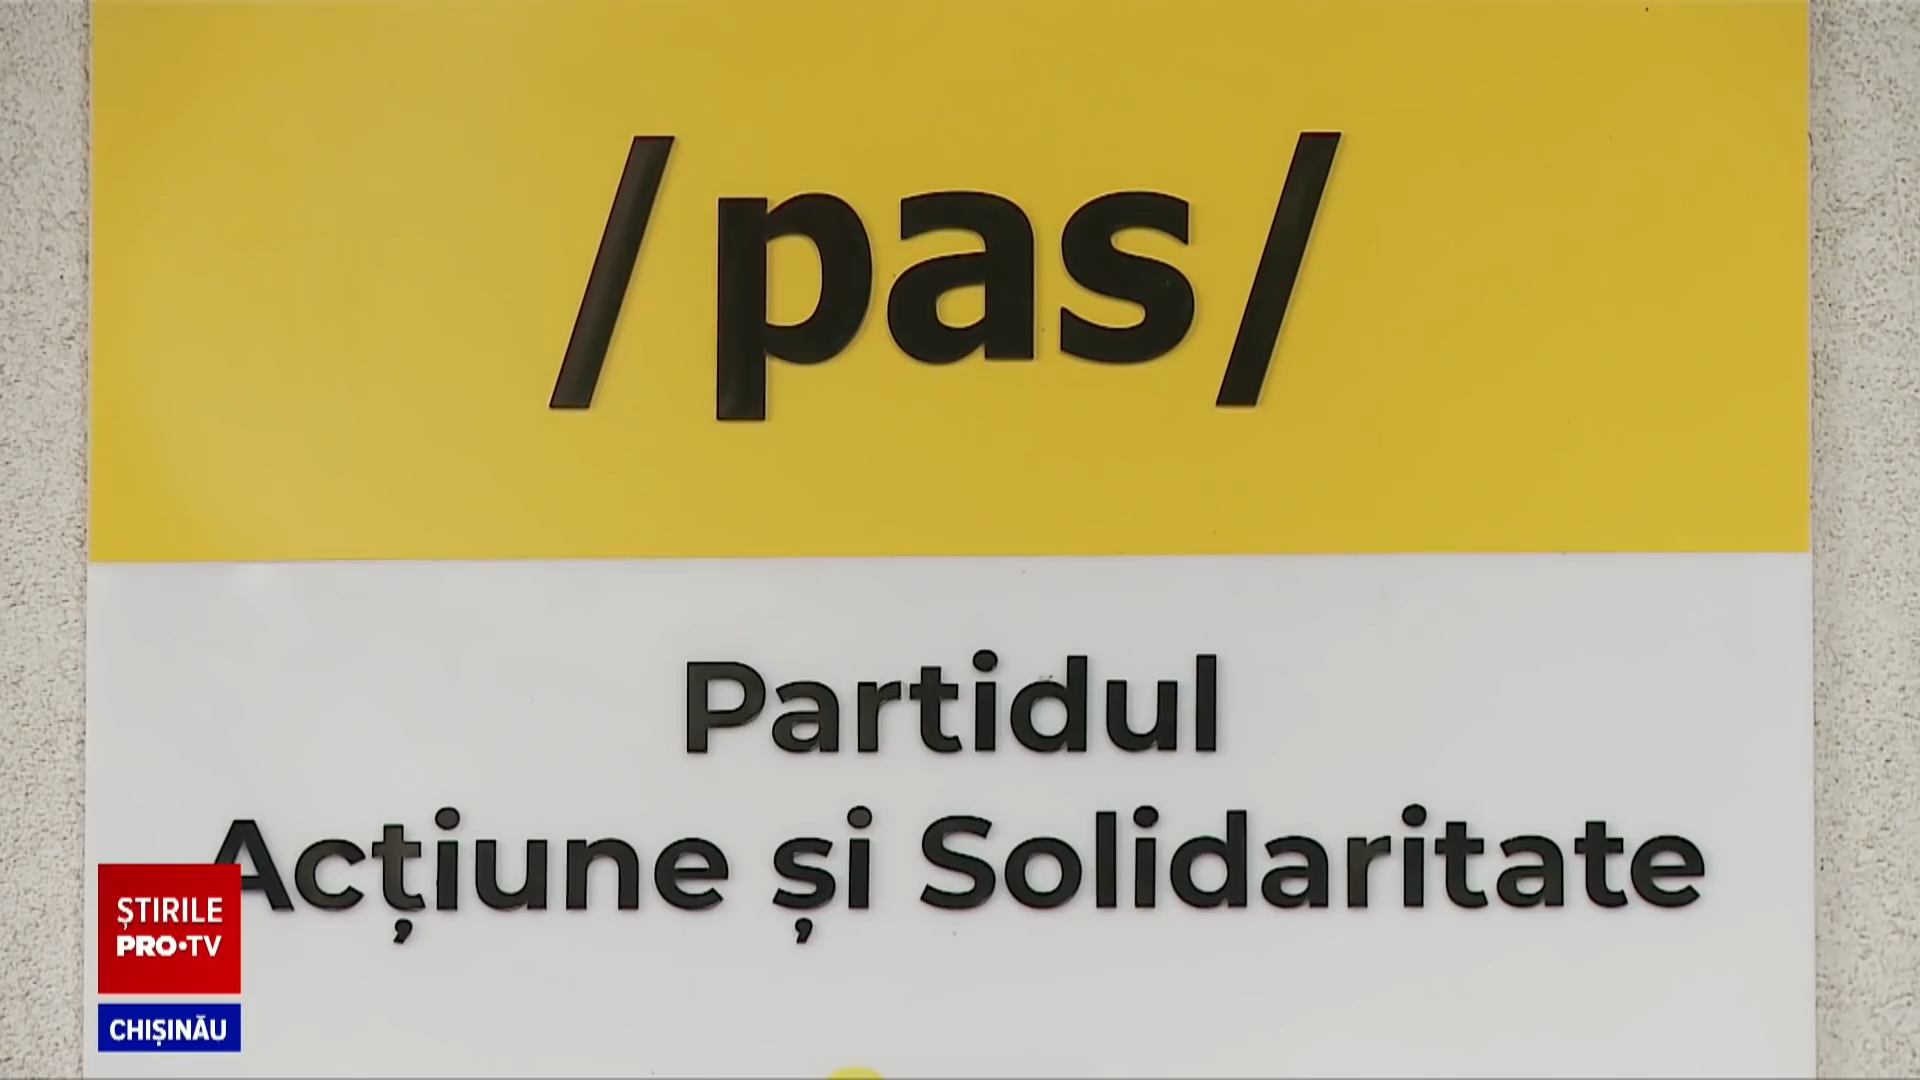 /pas/
Partidul
Acțiune și Solidaritate
ȘTIRILE
PRO•TV
CHIȘINĂU